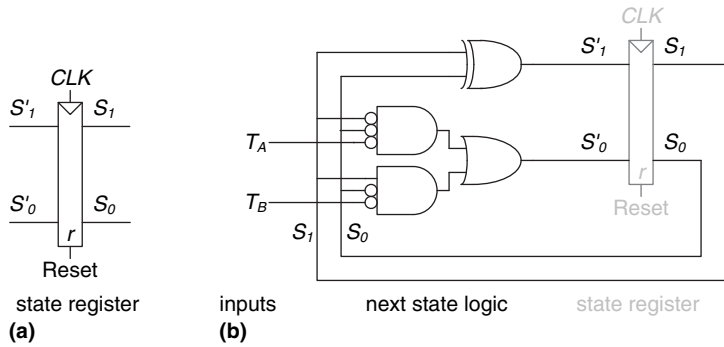 CLK
S'1
S1
S'0
S0
r
Reset
state register
(a)
CLK
S'1
S1
TA
S'0
S0
r
TB
Reset
S1
S0
inputs
next state logic
state register
(b)